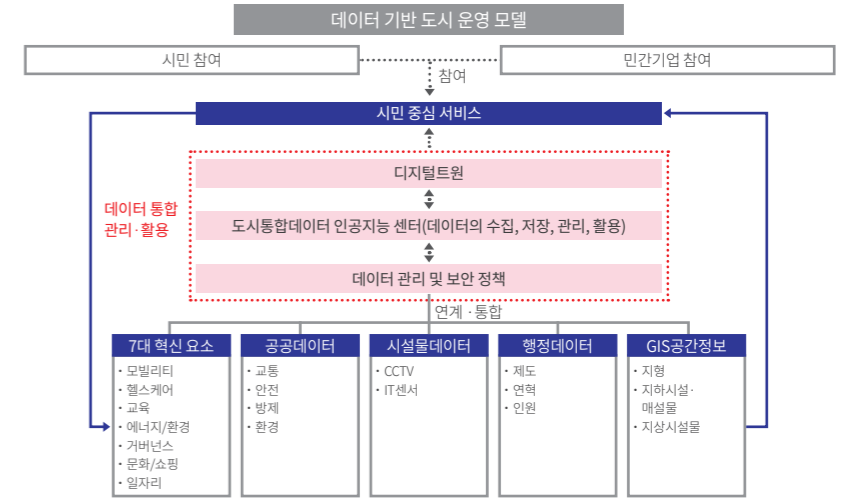 데이터 기반 도시 운영 모델
시민 참여
민간기업 참여
참여
시민 중심 서비스
디지털트원
데이터 통합
관리·활용
도시통합데이터 인공지능 센터(데이터의 수집, 저장, 관리, 활용)
데이터 관리 및 보안 정책
연계 ·통합
7대 혁신 요소
· 모빌리티
· 헬스케어
· 교육
· 에너지/환경
· 거버넌스
· 문화/쇼핑
· 일자리
공공데이터
· 교통
· 안전
· 방제
· 환경
시설물데이터
· CCTV
· IT센서
행정데이터
· 제도
· 연혁
· 인원
GIS공간정보
· 지형
· 지하시설·
매설물
· 지상시설물